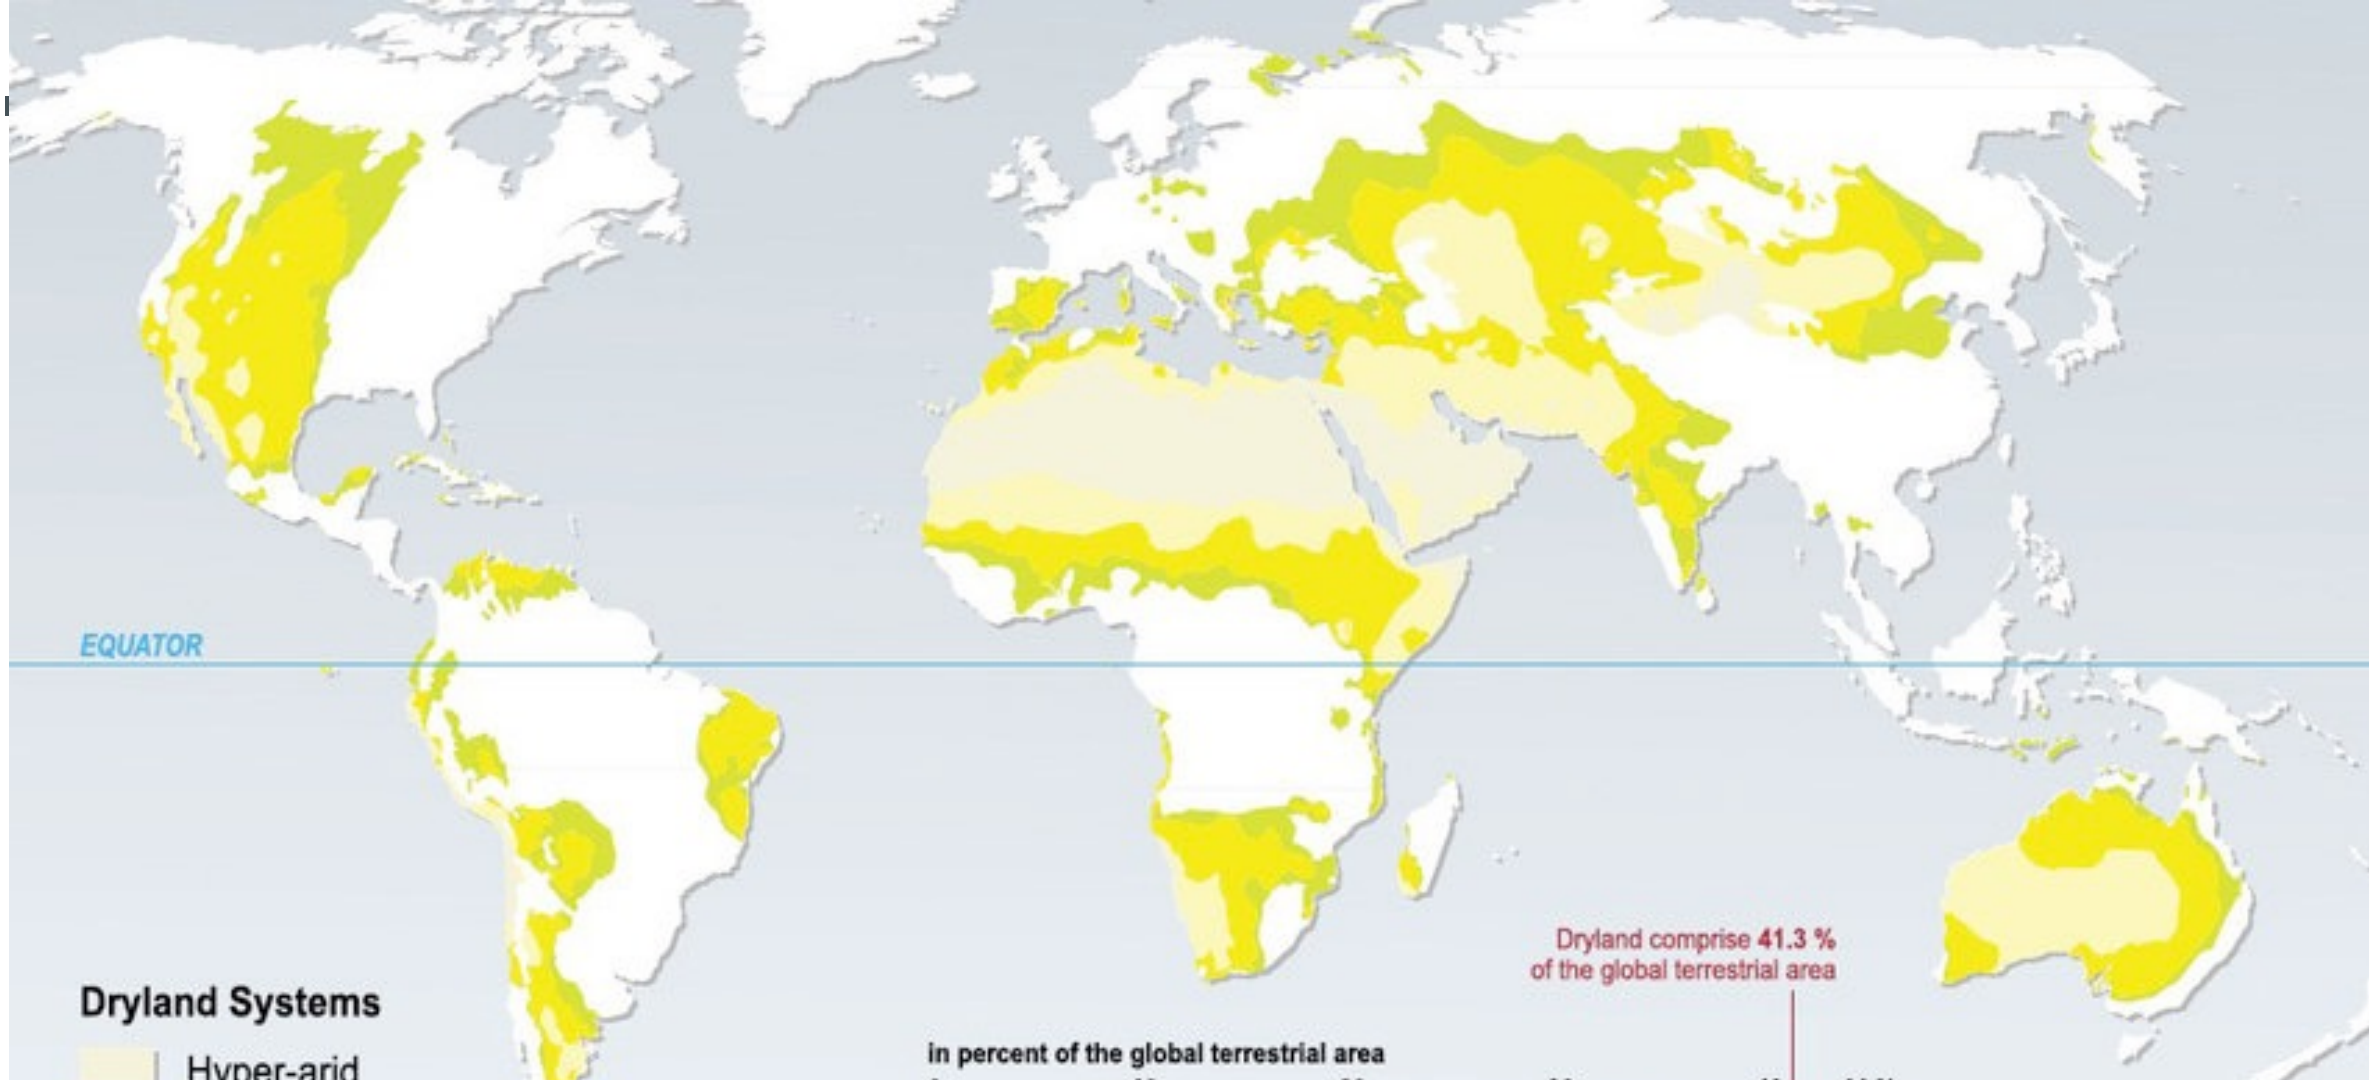 EQUATOR
Dryland comprise 41.3 %
of the global terrestrial area
Dryland Systems
in percent of the global terrestrial area
Hyper-arid